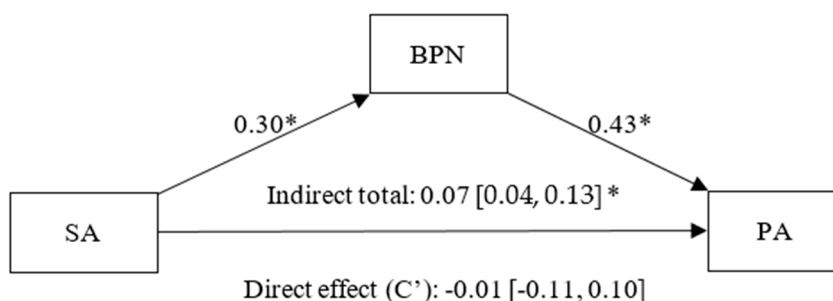 BPN
0.30*
0.43*
Indirect total: 0.07 [0.04, 0.13]*
SA
PA
Direct effect (C’): -0.01 [-0.11, 0.10]